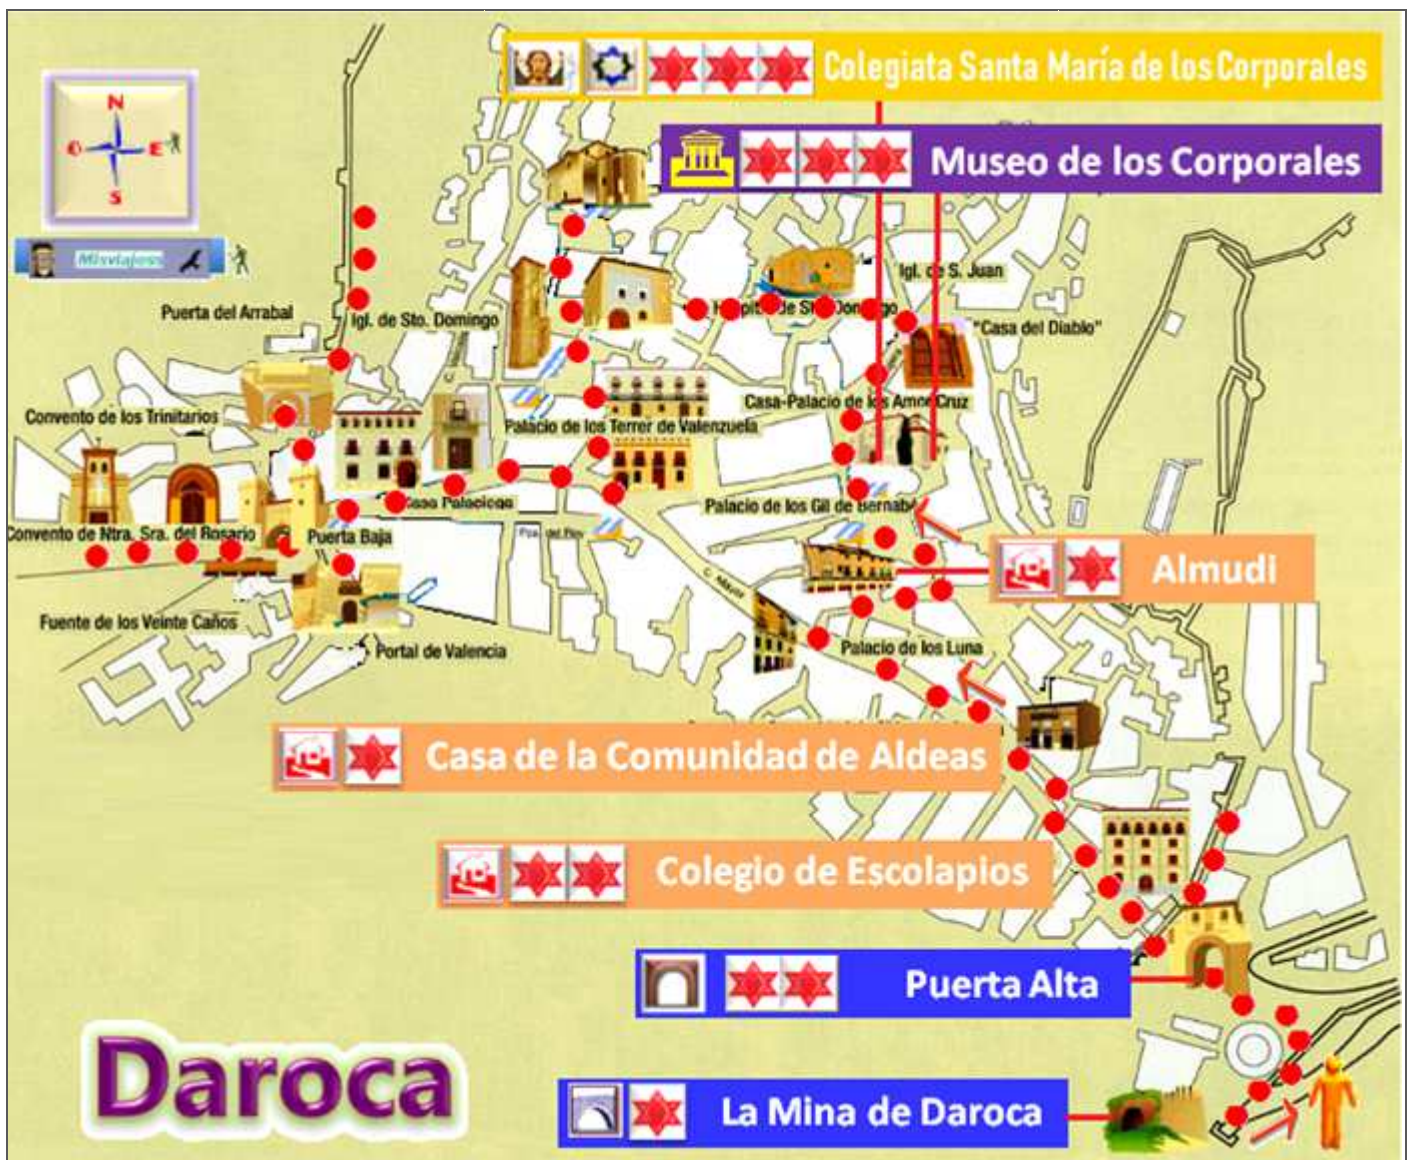 Colegiata Santa María de los Corporales
N
O
E
S
Museo de los Corporales
Misviajess
Igl. de S. Juan
Puerta del Arrabal
Igl. de Sto. Domingo
"Casa del Diablo"
Convento de los Trinitarios
Casa-Palacio de los Amor Cruz
Palacio de los Terrer de Valenzuela
Casa Palaciega
Palacio de los Gil de Bernabé
Convento de Ntra. Sra. del Rosario
Puerta Baja
Almudi
C. Mayor
Fuente de los Veinte Caños
Portal de Valencia
Palacio de los Luna
Casa de la Comunidad de Aldeas
Colegio de Escolapios
Puerta Alta
Daroca
La Mina de Daroca